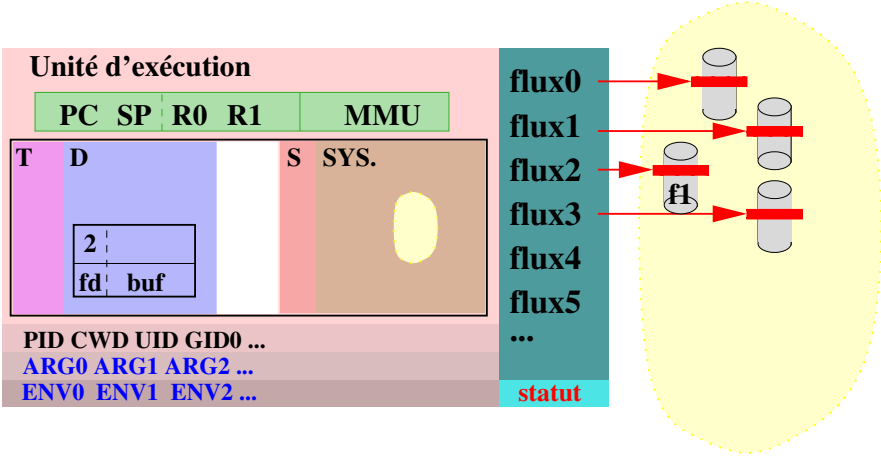 Unité d'exécution
PC SP R0 R1 MMU
T D S SYS.
2
fd buf
PID CWD UID GID0 ...
ARG0 ARG1 ARG2 ...
ENV0 ENV1 ENV2 ...
flux0
flux1
flux2
flux3
flux4
flux5
...
statut
f1